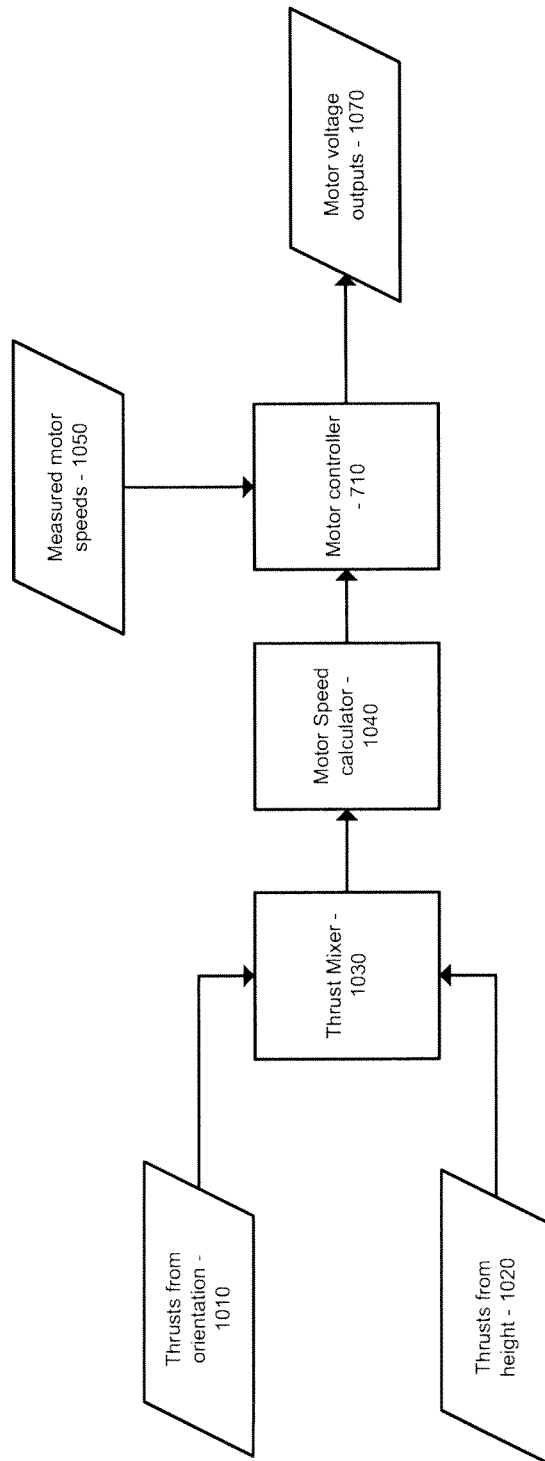 Thrusts from
orientation -
1010
Thrusts from
height - 1020
Thrust Mixer -
1030
Motor Speed
calculator -
1040
Measured motor
speeds - 1050
Motor controller
- 710
Motor voltage
outputs - 1070